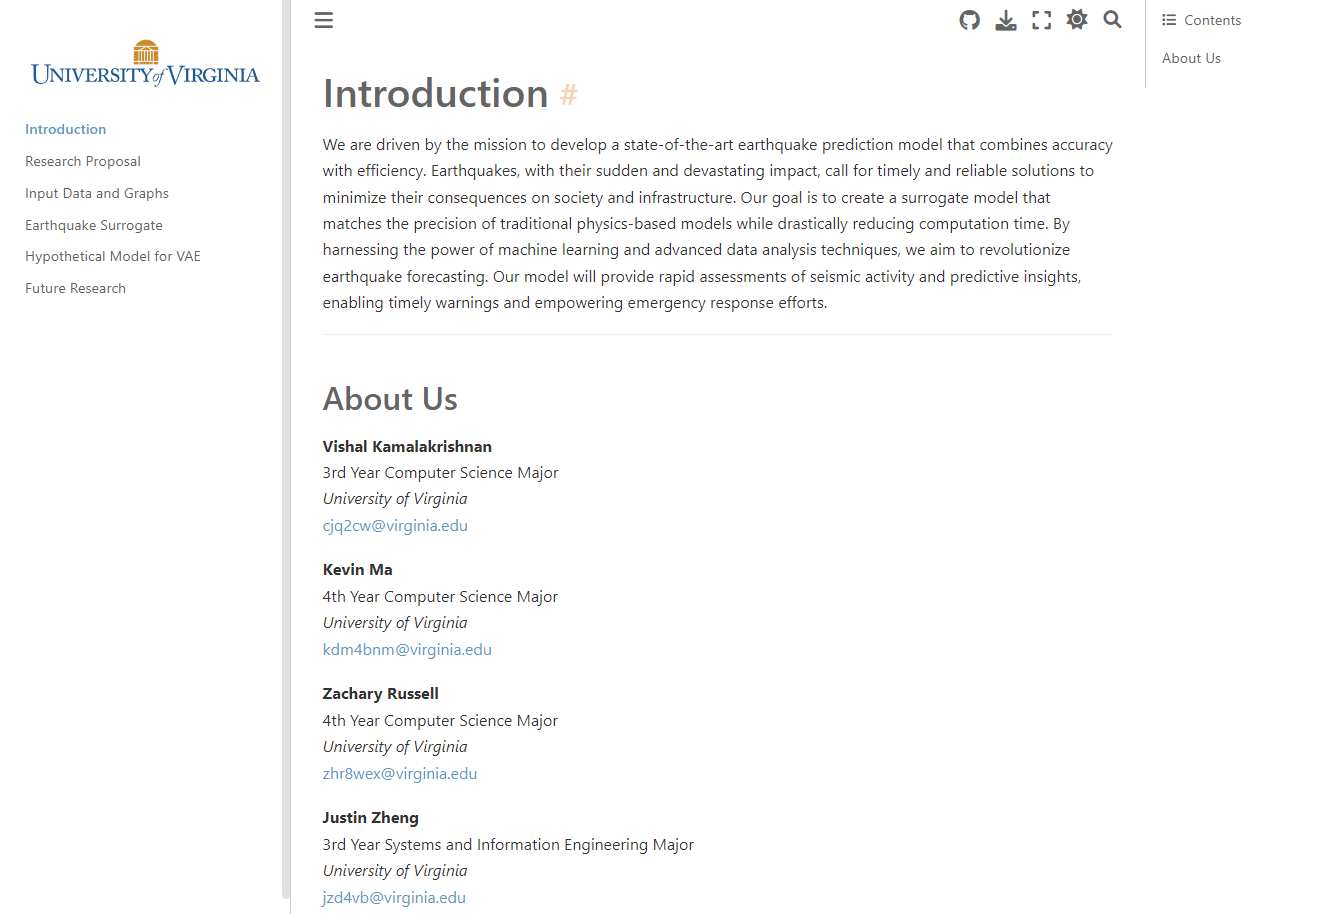 UNIVERSITY of VIRGINIA
Introduction
Research Proposal
Input Data and Graphs
Earthquake Surrogate
Hypothetical Model for VAE
Future Research
Introduction #
We are driven by the mission to develop a state-of-the-art earthquake prediction model that combines accuracy
with efficiency. Earthquakes, with their sudden and devastating impact, call for timely and reliable solutions to
minimize their consequences on society and infrastructure. Our goal is to create a surrogate model that
matches the precision of traditional physics-based models while drastically reducing computation time. By
harnessing the power of machine learning and advanced data analysis techniques, we aim to revolutionize
earthquake forecasting. Our model will provide rapid assessments of seismic activity and predictive insights,
enabling timely warnings and empowering emergency response efforts.
About Us
Vishal Kamalakrishnan
3rd Year Computer Science Major
University of Virginia
cjq2cw@virginia.edu
Kevin Ma
4th Year Computer Science Major
University of Virginia
kdm4bnm@virginia.edu
Zachary Russell
4th Year Computer Science Major
University of Virginia
zhr8wex@virginia.edu
Justin Zheng
3rd Year Systems and Information Engineering Major
University of Virginia
jzd4vb@virginia.edu
Contents
About Us